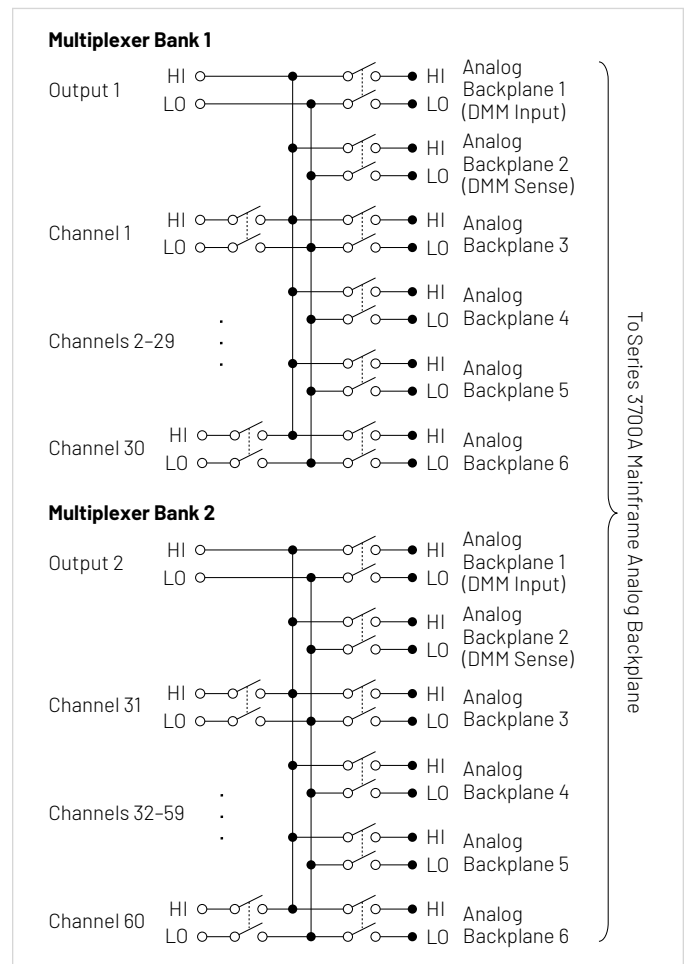 Multiplexer Bank 1
Output 1
HI
LO
HI
LO
Analog
Backplane 1
(DMM Input)
HI
LO
Analog
Backplane 2
(DMM Sense)
Channel 1
HI
LO
HI
LO
Analog
Backplane 3
HI
LO
Analog
Backplane 4
Channels 2–29
HI
LO
Analog
Backplane 5
Channel 30
HI
LO
HI
LO
Analog
Backplane 6
Multiplexer Bank 2
Output 2
HI
LO
HI
LO
Analog
Backplane 1
(DMM Input)
HI
LO
Analog
Backplane 2
(DMM Sense)
Channel 31
HI
LO
HI
LO
Analog
Backplane 3
HI
LO
Analog
Backplane 4
Channels 32–59
HI
LO
Analog
Backplane 5
Channel 60
HI
LO
HI
LO
Analog
Backplane 6
ToSeries 3700A Mainframe Analog Backplane